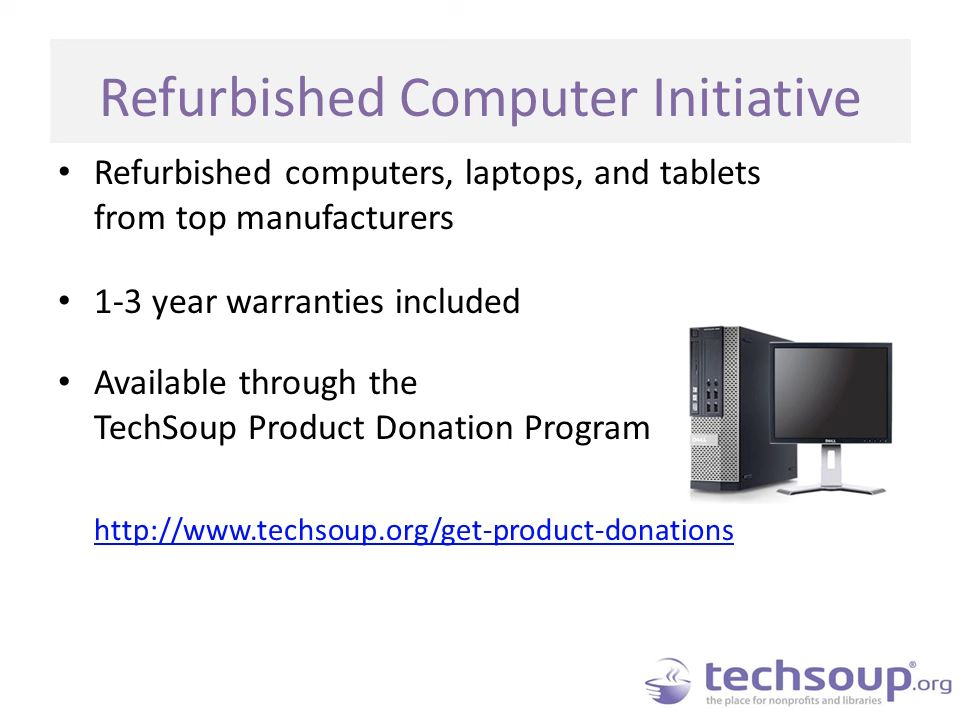 Refurbished Computer Initiative
• Refurbished computers, laptops, and tablets
from top manufacturers
• 1-3 year warranties included
• Available through the
TechSoup Product Donation Program
DELL
DELL
http://www.techsoup.org/get-product-donations
techsoup®.org
the place for nonprofits and libraries